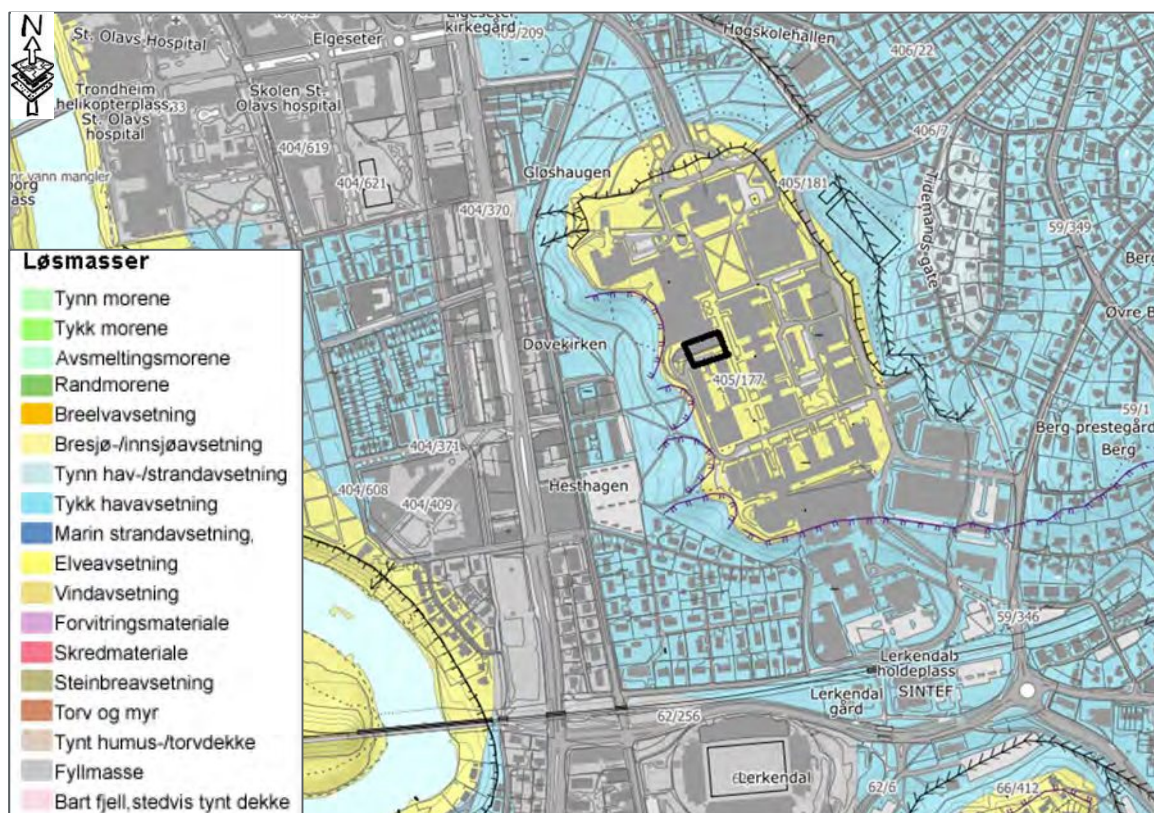 N
St. Olavs Hospital
Elgeseter
Elgeseter
kirkegård
/209
Høgskolehallen
406/22
Trondheim
helikopterplass,
St. Olavs
hospital
Skolen St.
Olavs hospital
404/619
406/7
404/621
Gløshaugen
405/181
Tidemands gate
vann mangler
404/370
59/349
Berg
Øvre B
Døvekirken
405/177
59/1
Berg prestegård
Berg
404/371
404/608
404/409
Hesthagen
59/346
Lerkendal
holdeplass
SINTEF
Lerkendal
gård
62/256
Lerkendal
62/6
66/412
Løsmasser
Tynn morene
Tykk morene
Avsmeltingsmorene
Randmorene
Breelvavsetning
Bresjø-/innsjøavsetning
Tynn hav-/strandavsetning
Tykk havavsetning
Marin strandavsetning,
Elveavsetning
Vindavsetning
Forvitringsmateriale
Skredmateriale
Steinbreavsetning
Torv og myr
Tynt humus-/torvdekke
Fyllmasse
Bart fjell,stedvis tynt dekke